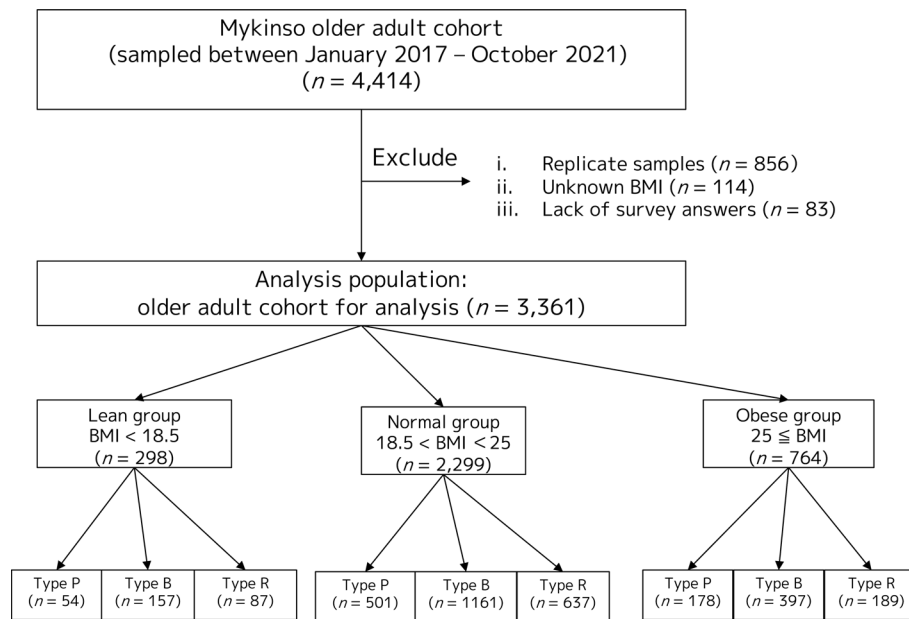 Mykinso older adult cohort
(sampled between January 2017 – October 2021)
(n = 4,414)
Exclude
i. Replicate samples (n = 856)
ii. Unknown BMI (n = 114)
iii. Lack of survey answers (n = 83)
Analysis population:
older adult cohort for analysis (n = 3,361)
Lean group
BMI < 18.5
(n = 298)
Normal group
18.5 < BMI < 25
(n = 2,299)
Obese group
25 ≦ BMI
(n = 764)
Type P
(n = 54)
Type B
(n = 157)
Type R
(n = 87)
Type P
(n = 501)
Type B
(n = 1161)
Type R
(n = 637)
Type P
(n = 178)
Type B
(n = 397)
Type R
(n = 189)